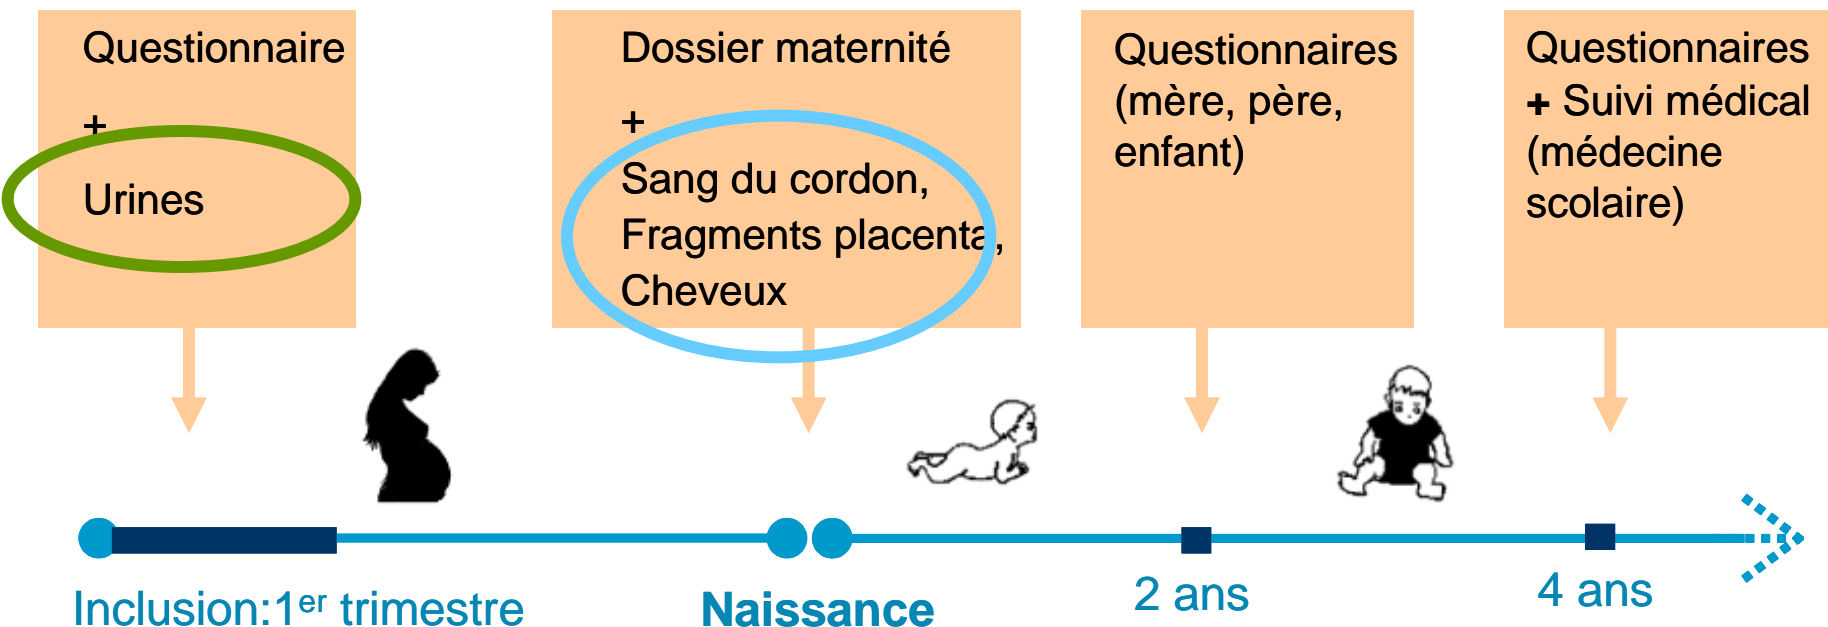 Questionnaire
+
Urines
Dossier maternité
+
Sang du cordon,
Fragments placenta,
Cheveux
Questionnaires
(mère, père,
enfant)
Questionnaires
+ Suivi médical
(médecine
scolaire)
Inclusion:1er trimestre
Naissance
2 ans
4 ans